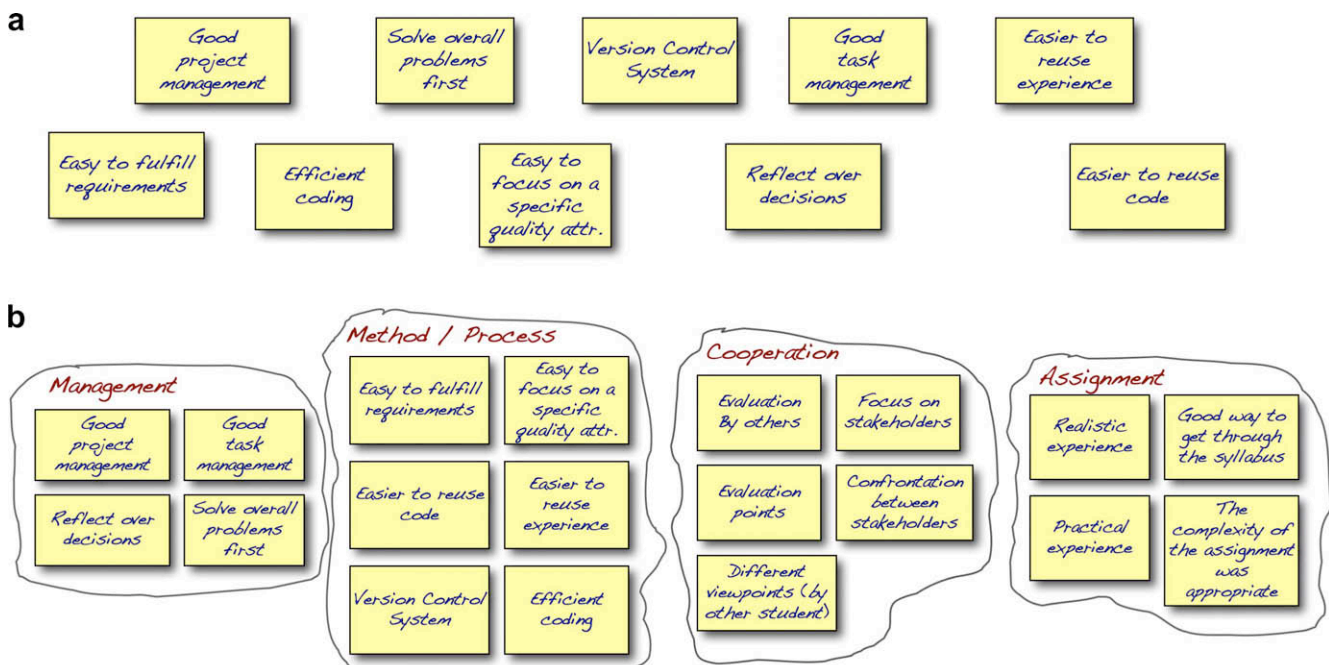 a
Good
project
management
Solve overall
problems
first
Version Control
System
Good
task
management
Easier to
reuse
experience
Easy to fulfill
requirements
Efficient
coding
Easy to
focus on a
specific
quality attr.
Reflect over
decisions
Easier to reuse
code
b
Management
Good
project
management
Good
task
management
Reflect over
decisions
Solve overall
problems
first
Method / Process
Easy to fulfill
requirements
Easy to
focus on a
specific
quality attr.
Easier to reuse
code
Easier to
reuse
experience
Version Control
System
Efficient
coding
Cooperation
Evaluation
By others
Focus on
stakeholders
Evaluation
points
Confrontation
between
stakeholders
Different
viewpoints (by
other student)
Assignment
Realistic
experience
Good way to
get through
the syllabus
Practical
experience
The
complexity of
the assignment
was
appropriate